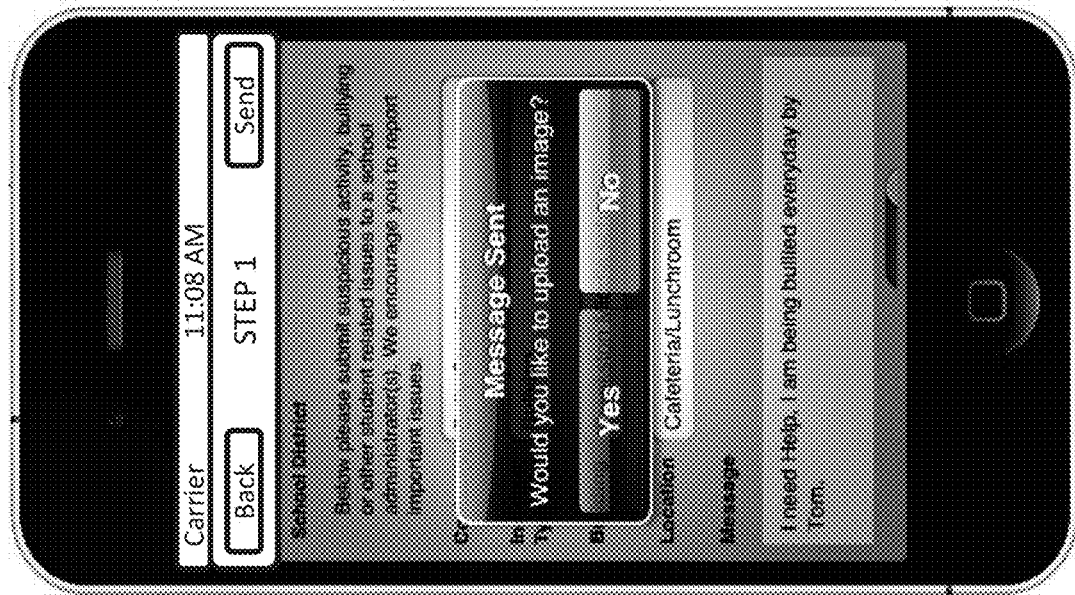 Carrier 11:08 AM
Back STEP 1 Send
School District
Below please submit suspicious activity, bullying
or other student related issues to a school
administrator(s). We encourage you to report
important issues.
Message Sent
Would you like to upload an image?
Yes No
Location Cafeteria/Lunchroom
Message
I need Help. I am being bullied everyday by
Tom.